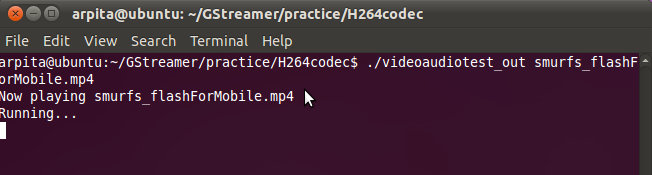 arpita@ubuntu: ~/GStreamer/practice/H264codec
File Edit View Search Terminal Help
arpita@ubuntu:~/GStreamer/practice/H264codec$ ./videoaudiotest_out smurfs_flashF
orMobile.mp4
Now playing smurfs_flashForMobile.mp4
Running...